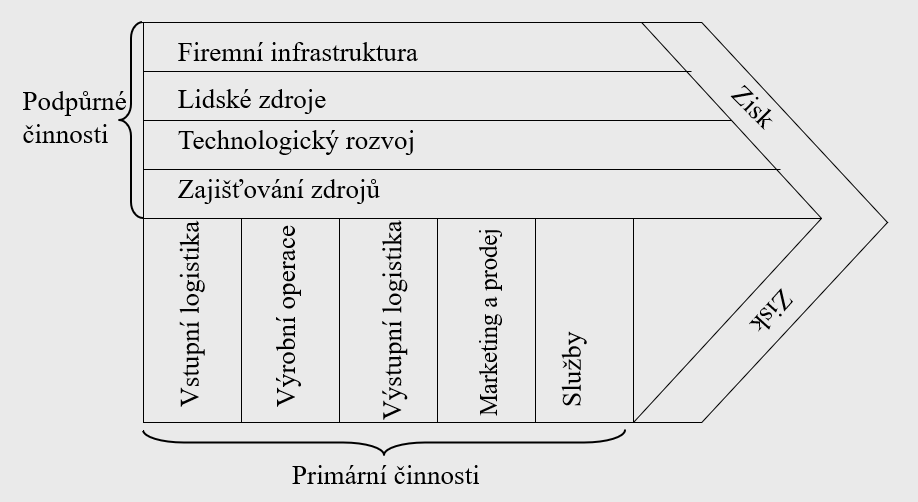 Firemní infrastruktura
Zisk
Podpůrné
činnosti
Lidské zdroje
Technologický rozvoj
Zajišťování zdrojů
Vstupní logistika
Výrobní operace
Výstupní logistika
Marketing a prodej
Služby
Zisk
Primární činnosti